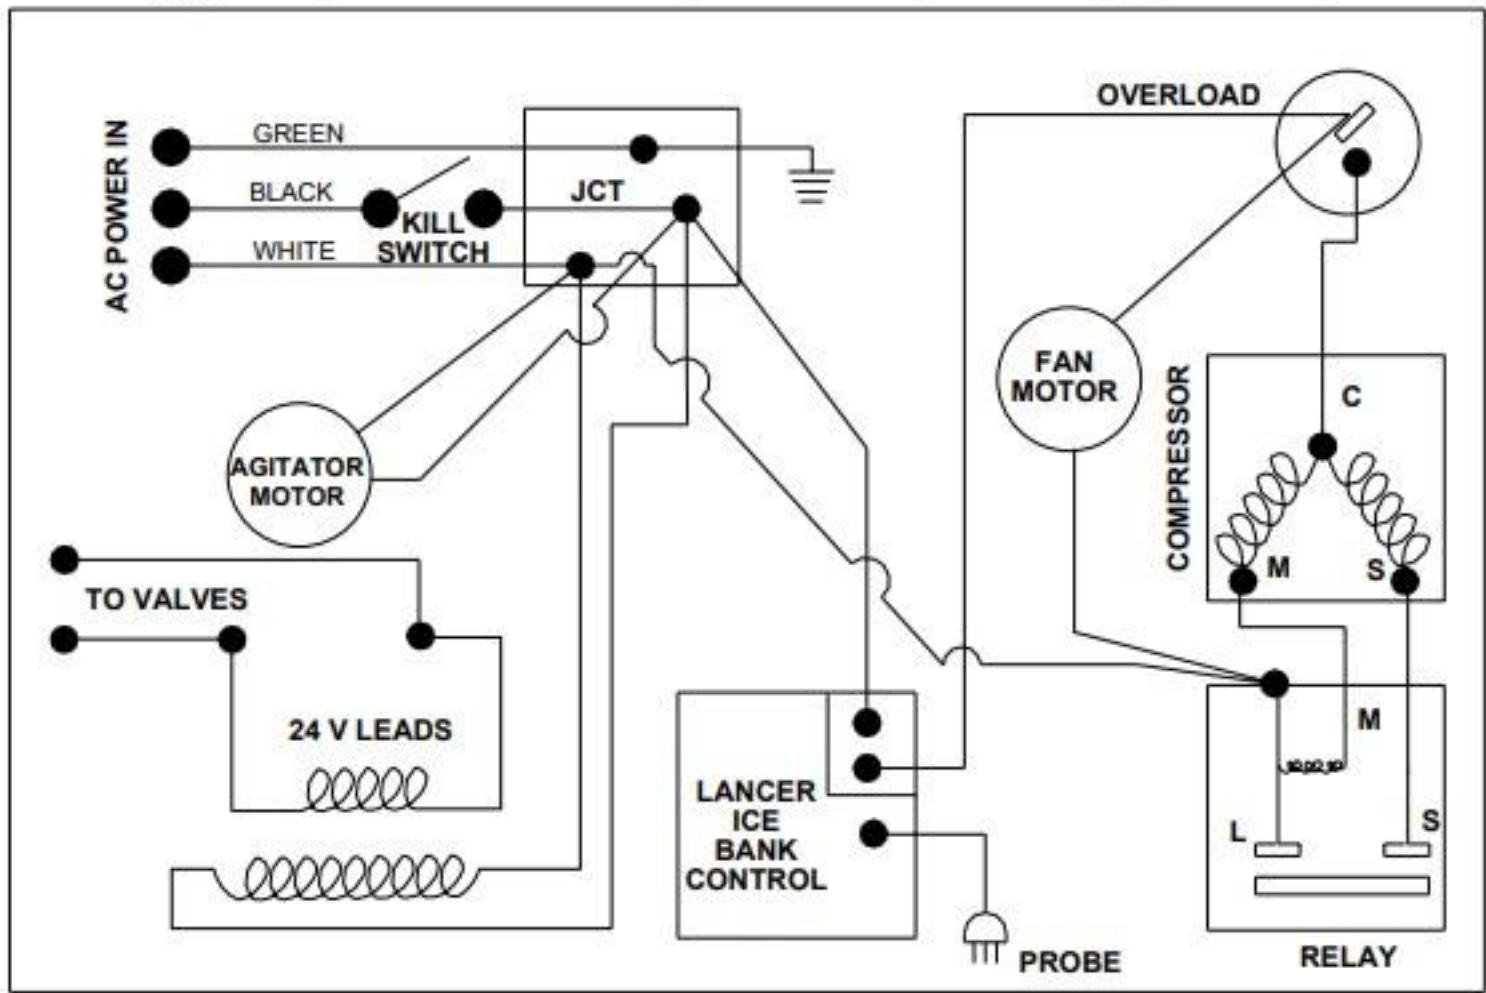 OVERLOAD
AC POWER IN
GREEN
BLACK
JCT
KILL
SWITCH
WHITE
FAN
MOTOR
COMPRESSOR
C
AGITATOR
MOTOR
M
S
TO VALVES
24 V LEADS
M
LANCER
ICE
BANK
CONTROL
L
S
PROBE
RELAY